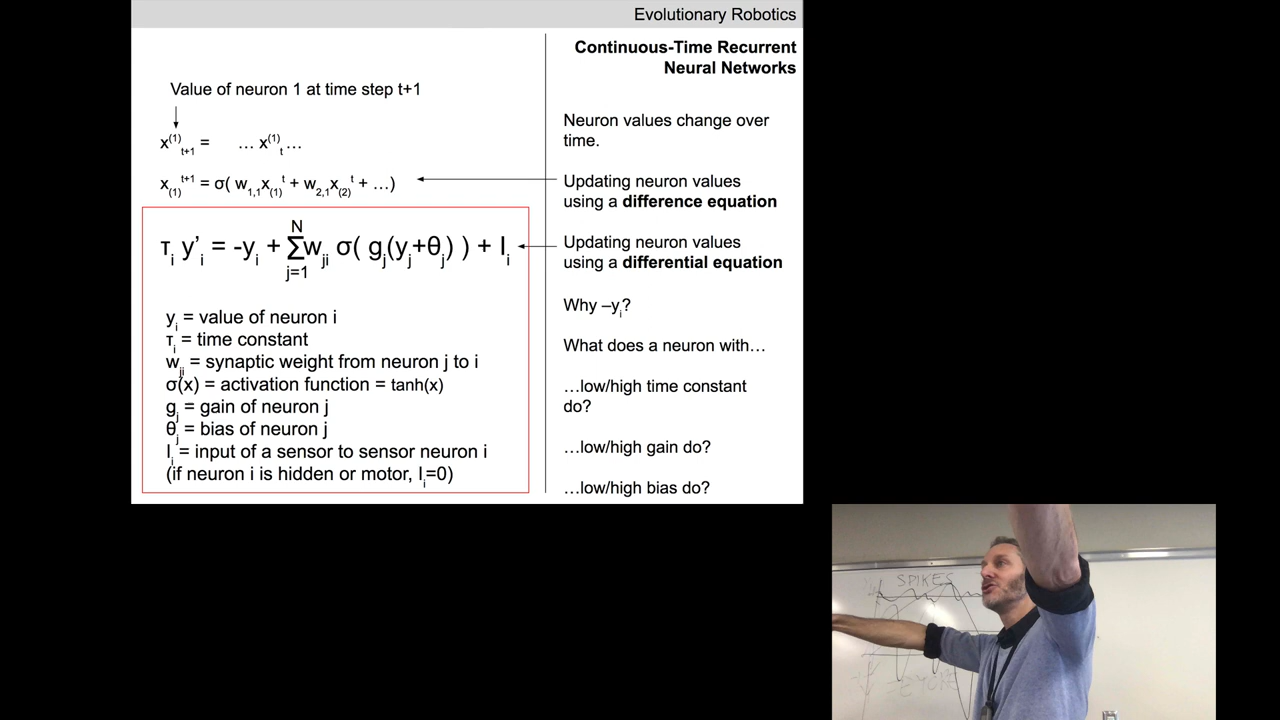 Evolutionary Robotics
Continuous-Time Recurrent
Neural Networks
Value of neuron 1 at time step t+1
x⁽¹⁾ₜ₊₁ = … x⁽¹⁾ₜ …
x₍₁₎ᵗ⁺¹ = σ( w₁,₁x₍₁₎ᵗ + w₂,₁x₍₂₎ᵗ + …)
τᵢ y’ᵢ = -yᵢ + Σ wⱼᵢ σ( gⱼ(yⱼ+θⱼ) ) + Iᵢ
N
j=1
yᵢ = value of neuron i
τᵢ = time constant
wⱼᵢ = synaptic weight from neuron j to i
σ(x) = activation function = tanh(x)
gⱼ = gain of neuron j
θⱼ = bias of neuron j
Iᵢ = input of a sensor to sensor neuron i
(if neuron i is hidden or motor, Iᵢ=0)
Neuron values change over
time.
Updating neuron values
using a difference equation
Updating neuron values
using a differential equation
Why –yᵢ?
What does a neuron with…
…low/high time constant
do?
…low/high gain do?
…low/high bias do?
SPIKES